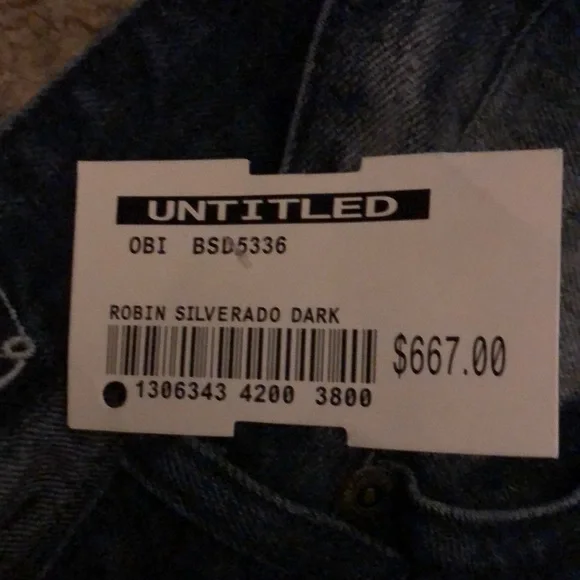 UNTITLED
OBI BSD5336
ROBIN SILVERADO DARK
$667.00
1306343 4200 3800